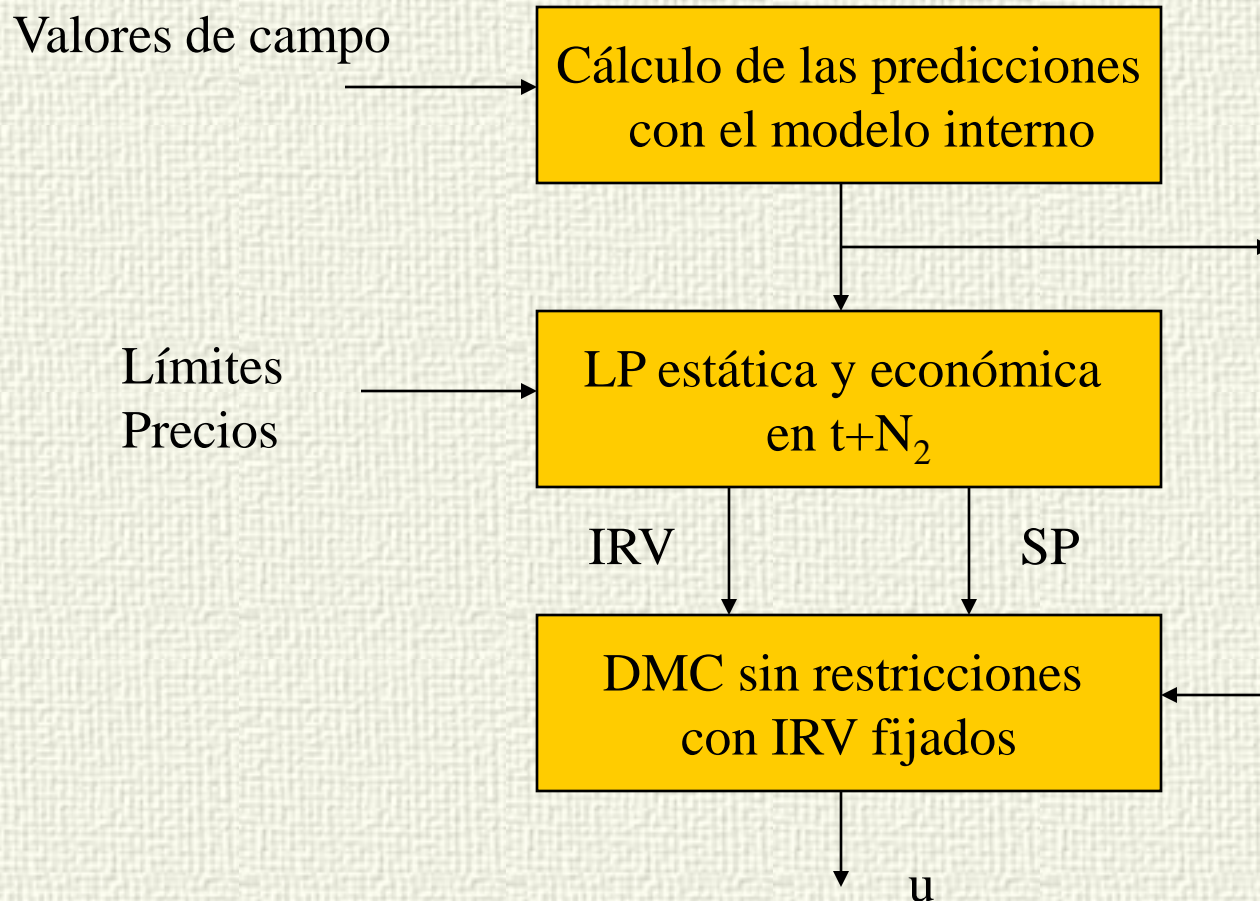 Valores de campo
Cálculo de las predicciones
con el modelo interno
Límites
Precios
LP estática y económica
en t+N₂
IRV
SP
DMC sin restricciones
con IRV fijados
u